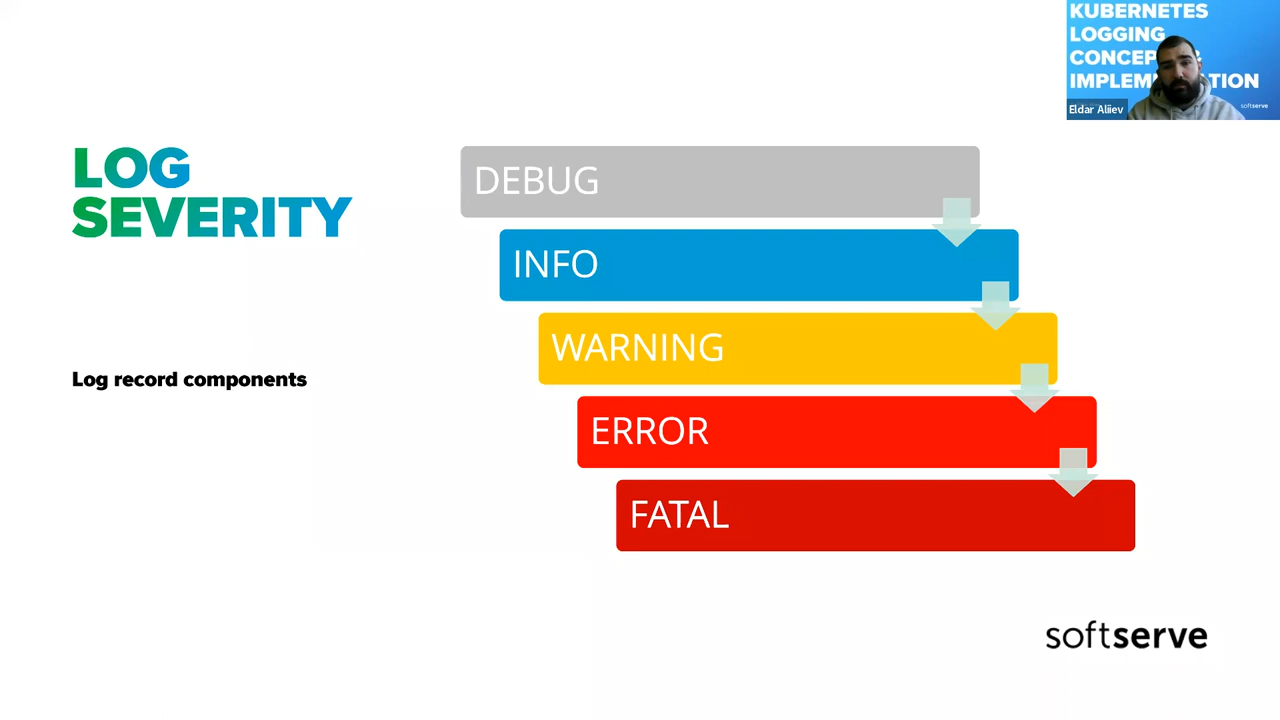 LOG
SEVERITY
Log record components
DEBUG
INFO
WARNING
ERROR
FATAL
softserve
KUBERNETES
LOGGING
Eldar Aliiev
softserve